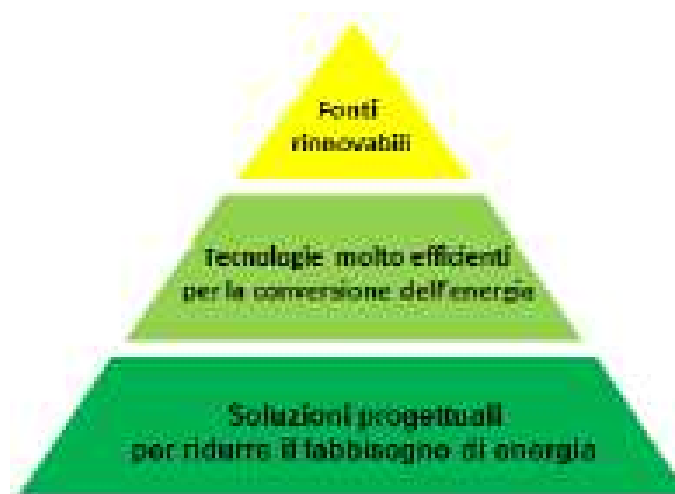 Fonti
rinnovabili
Tecnologie molto efficienti
per la conversione dell'energia
Soluzioni progettuali
per ridurre il fabbisogno di energia